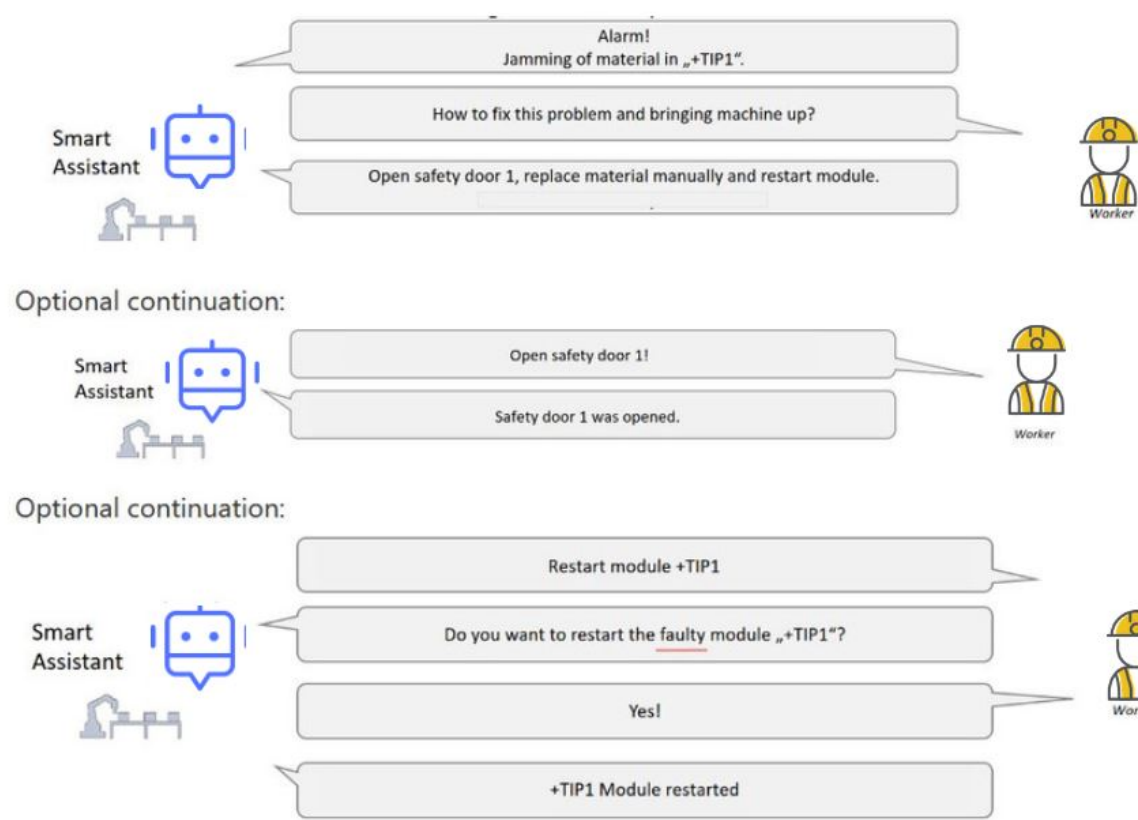 Alarm!
Jamming of material in „+TIP1“.
How to fix this problem and bringing machine up?
Smart
Assistant
Open safety door 1, replace material manually and restart module.
Worker
Optional continuation:
Open safety door 1!
Smart
Assistant
Safety door 1 was opened.
Worker
Optional continuation:
Restart module +TIP1
Smart
Assistant
Do you want to restart the faulty module „+TIP1“?
Yes!
+TIP1 Module restarted